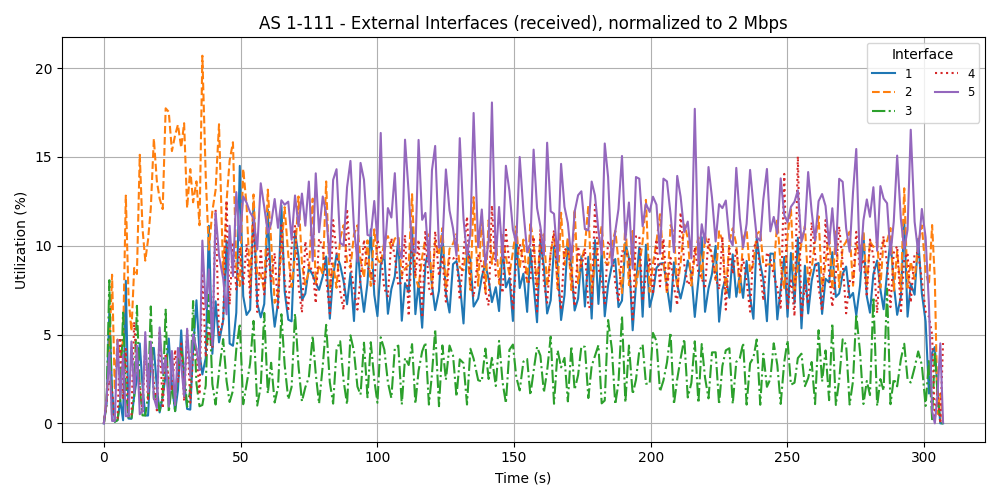 AS 1-111 - External Interfaces (received), normalized to 2 Mbps
Utilization (%)
20
15
10
5
0
0 50 100 150 200 250 300
Time (s)
Interface
1 4
2 5
3